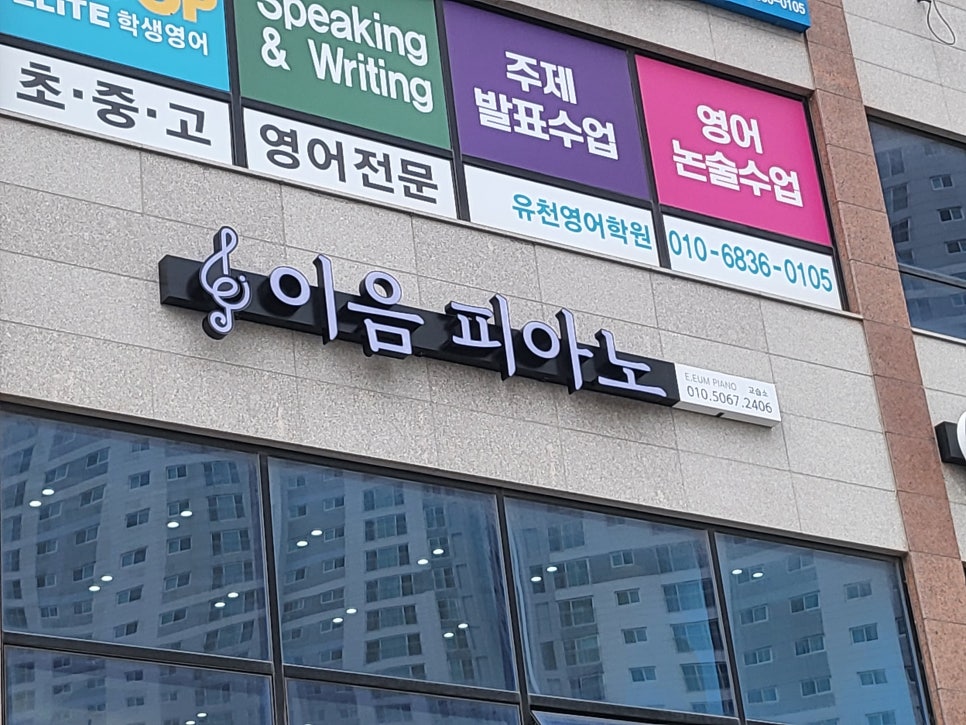 ELITE 학생영어
Speaking
& Writing
주제
발표수업
영어
논술수업
초·중·고
영어전문
유천영어학원
010-6836-0105
이음 피아노
E.EUM PIANO 교습소
010.5067.2406